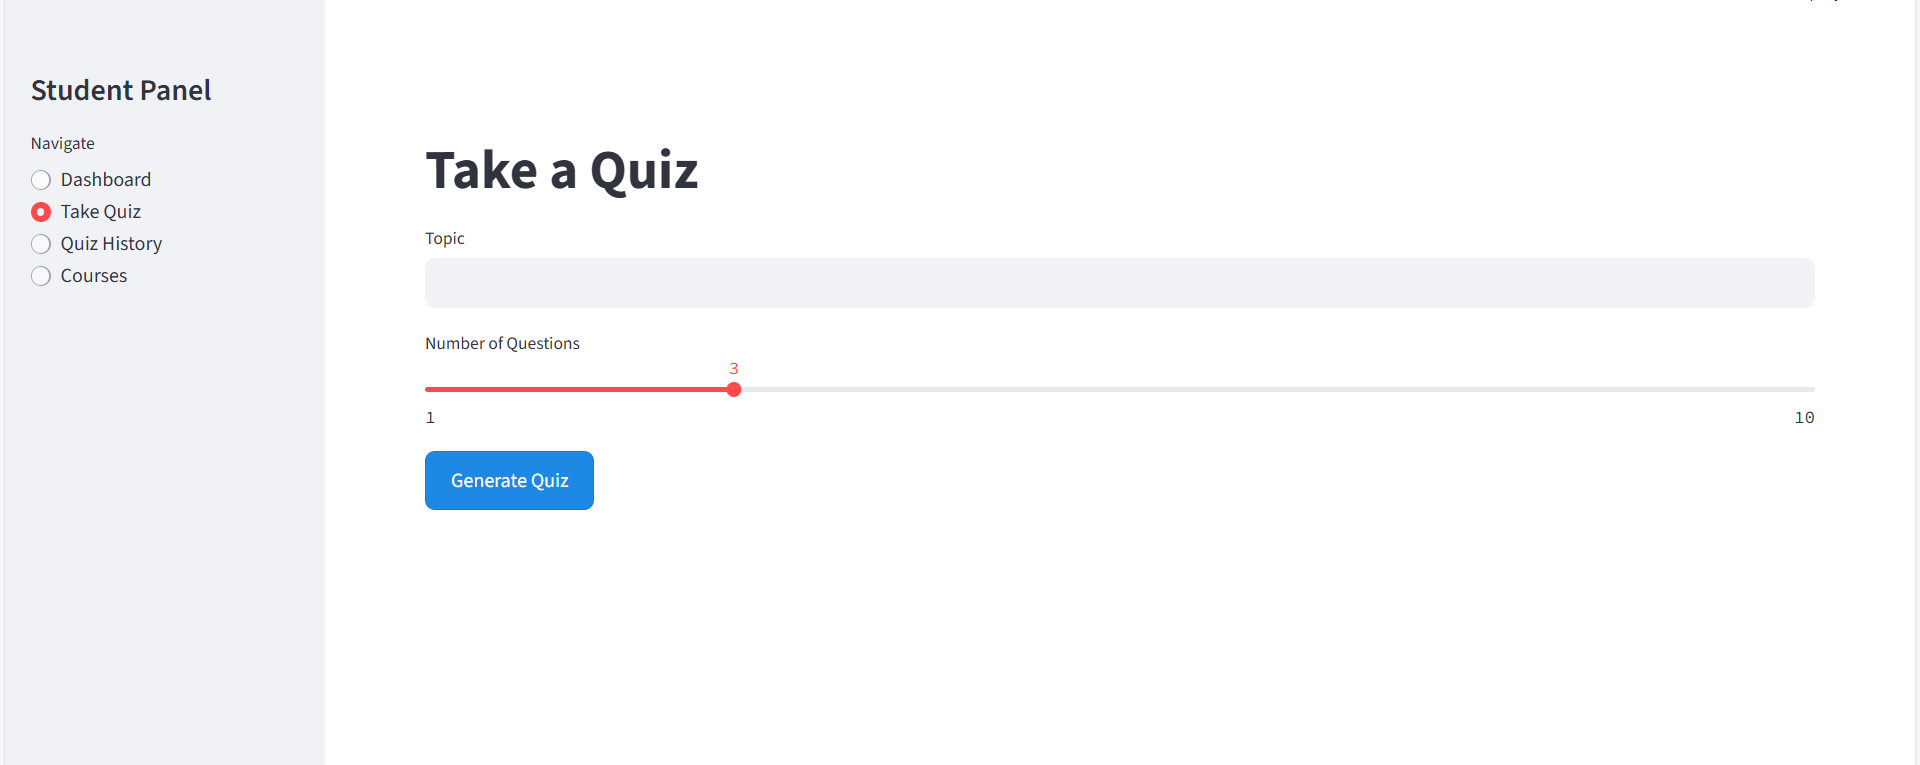 Student Panel
Navigate
Dashboard
Take Quiz
Quiz History
Courses
Take a Quiz
Topic
Number of Questions
3
1
10
Generate Quiz